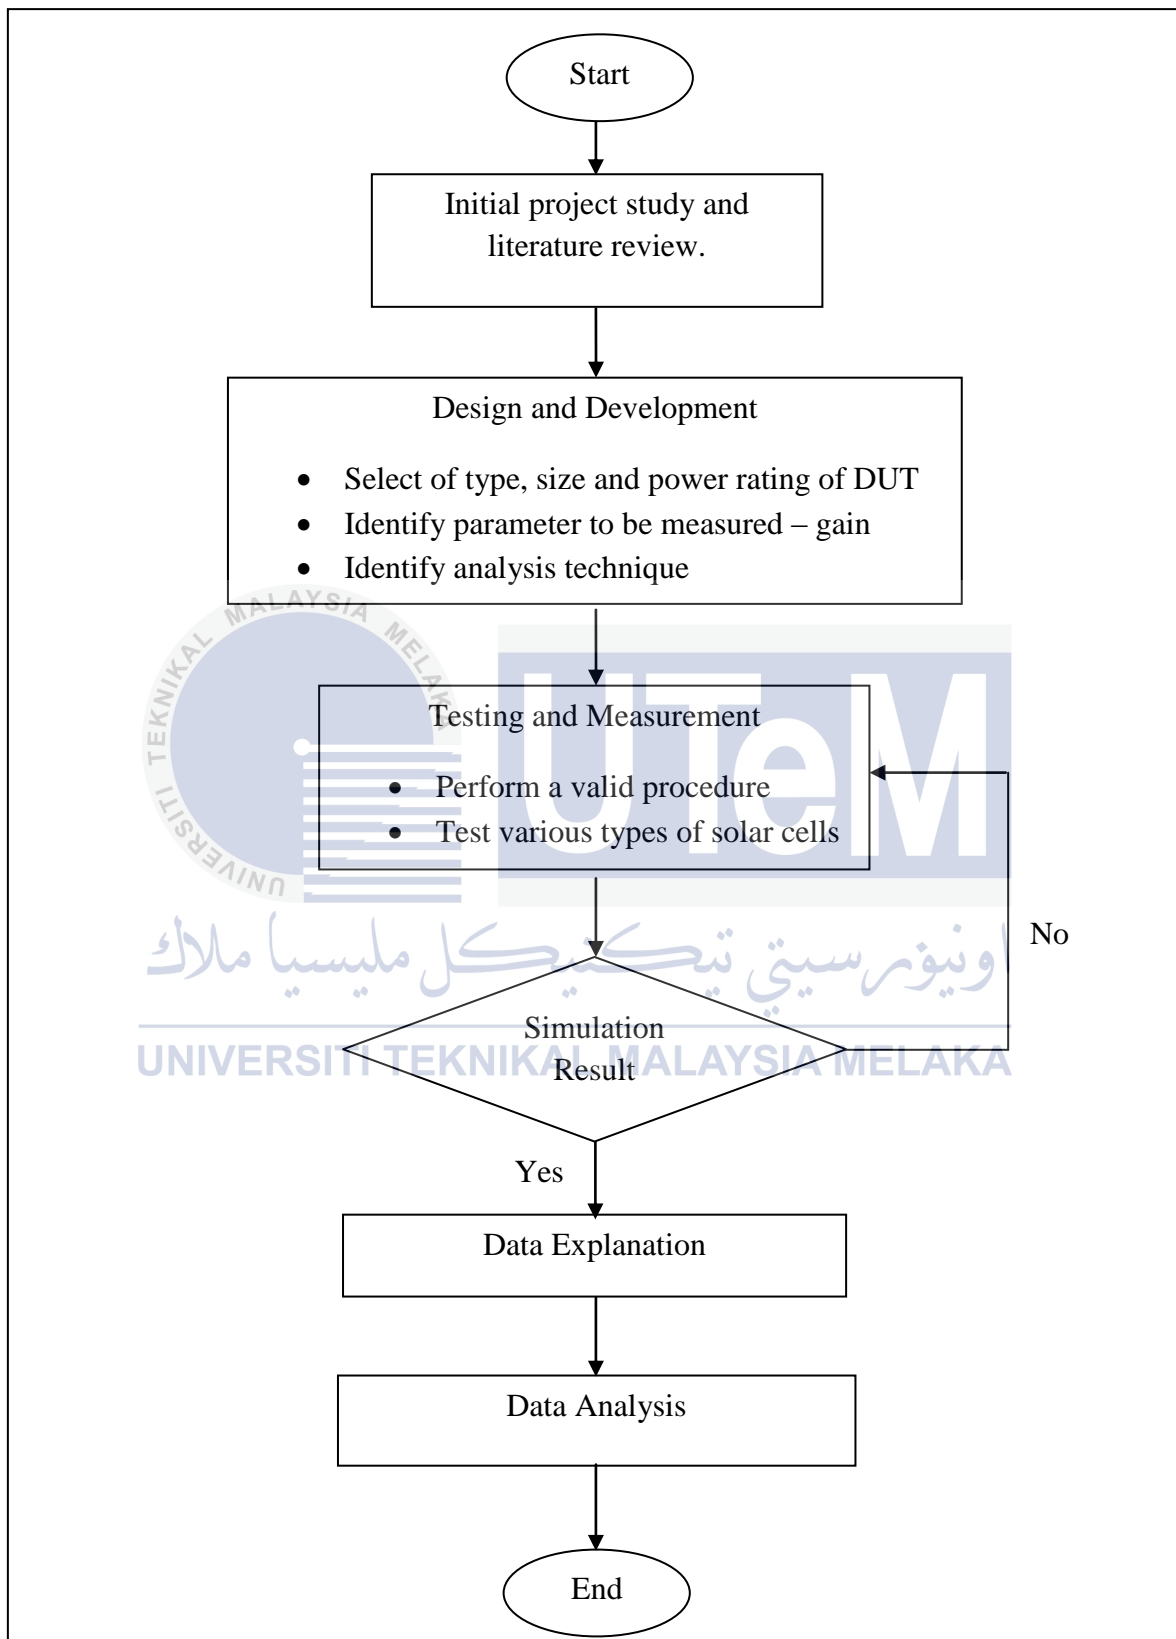 Start
Initial project study and
literature review.
Design and Development
• Select of type, size and power rating of DUT
• Identify parameter to be measured – gain
• Identify analysis technique
UNIVERSITI TEKNIKAL MALAYSIA MELAKA
UTeM
Testing and Measurement
• Perform a valid procedure
• Test various types of solar cells
No
اونيۏرسيتي تيكنيكل مليسيا ملاك
UNIVERSITI TEKNIKAL MALAYSIA MELAKA
Simulation
Result
Yes
Data Explanation
Data Analysis
End